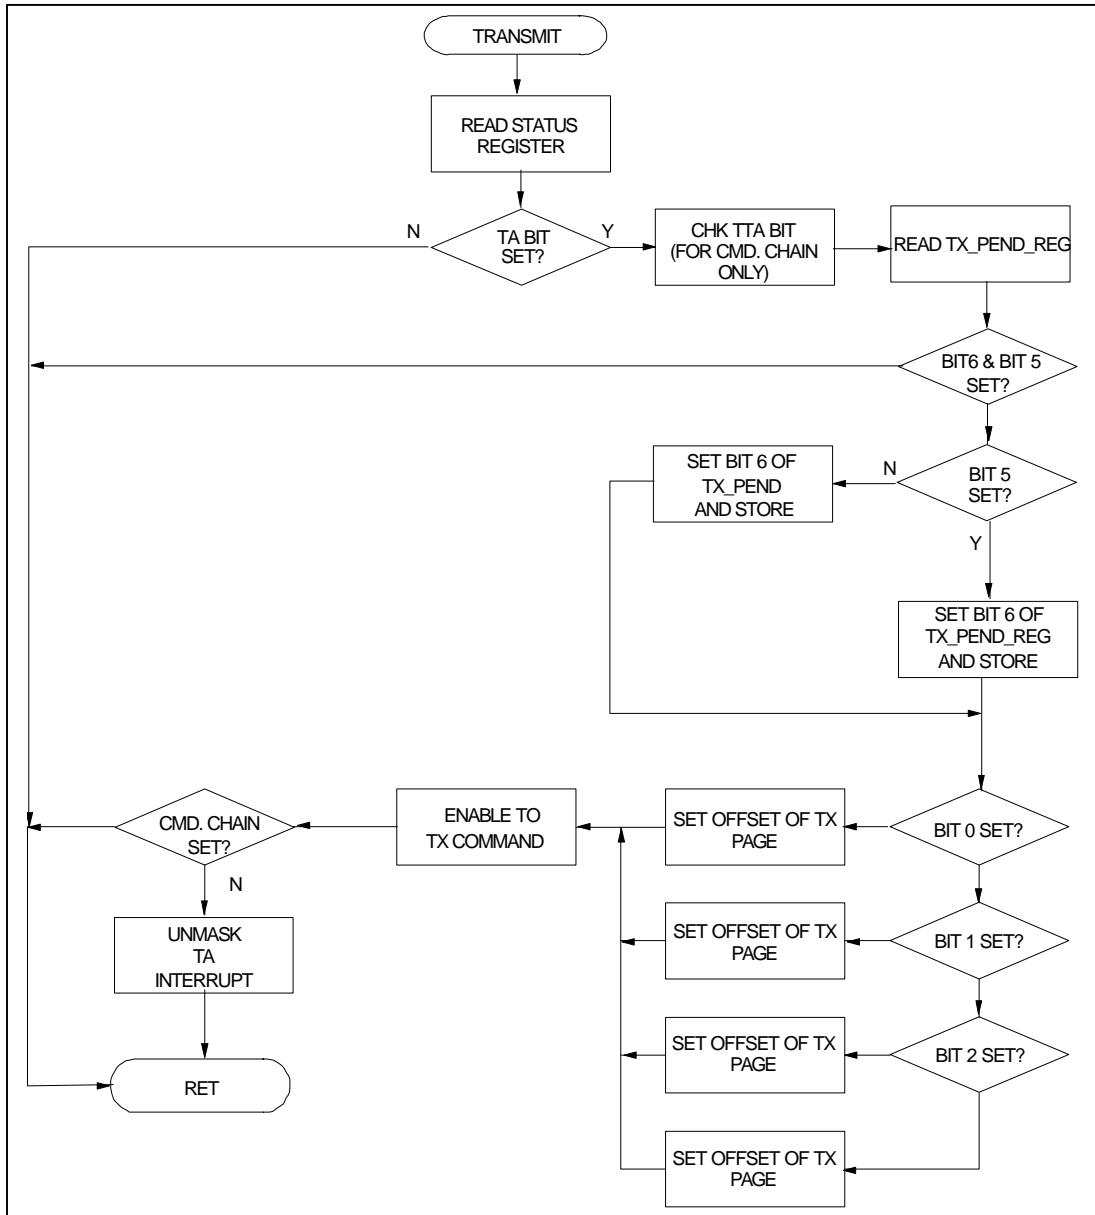 TRANSMIT
READ STATUS
REGISTER
N
TA BIT
SET?
Y
CHK TTA BIT
(FOR CMD. CHAIN
ONLY)
READ TX_PEND_REG
BIT6 & BIT 5
SET?
SET BIT 6 OF
TX_PEND
AND STORE
N
BIT 5
SET?
Y
SET BIT 6 OF
TX_PEND_REG
AND STORE
CMD. CHAIN
SET?
ENABLE TO
TX COMMAND
SET OFFSET OF TX
PAGE
BIT 0 SET?
N
UNMASK
TA
INTERRUPT
SET OFFSET OF TX
PAGE
BIT 1 SET?
SET OFFSET OF TX
PAGE
BIT 2 SET?
RET
SET OFFSET OF TX
PAGE